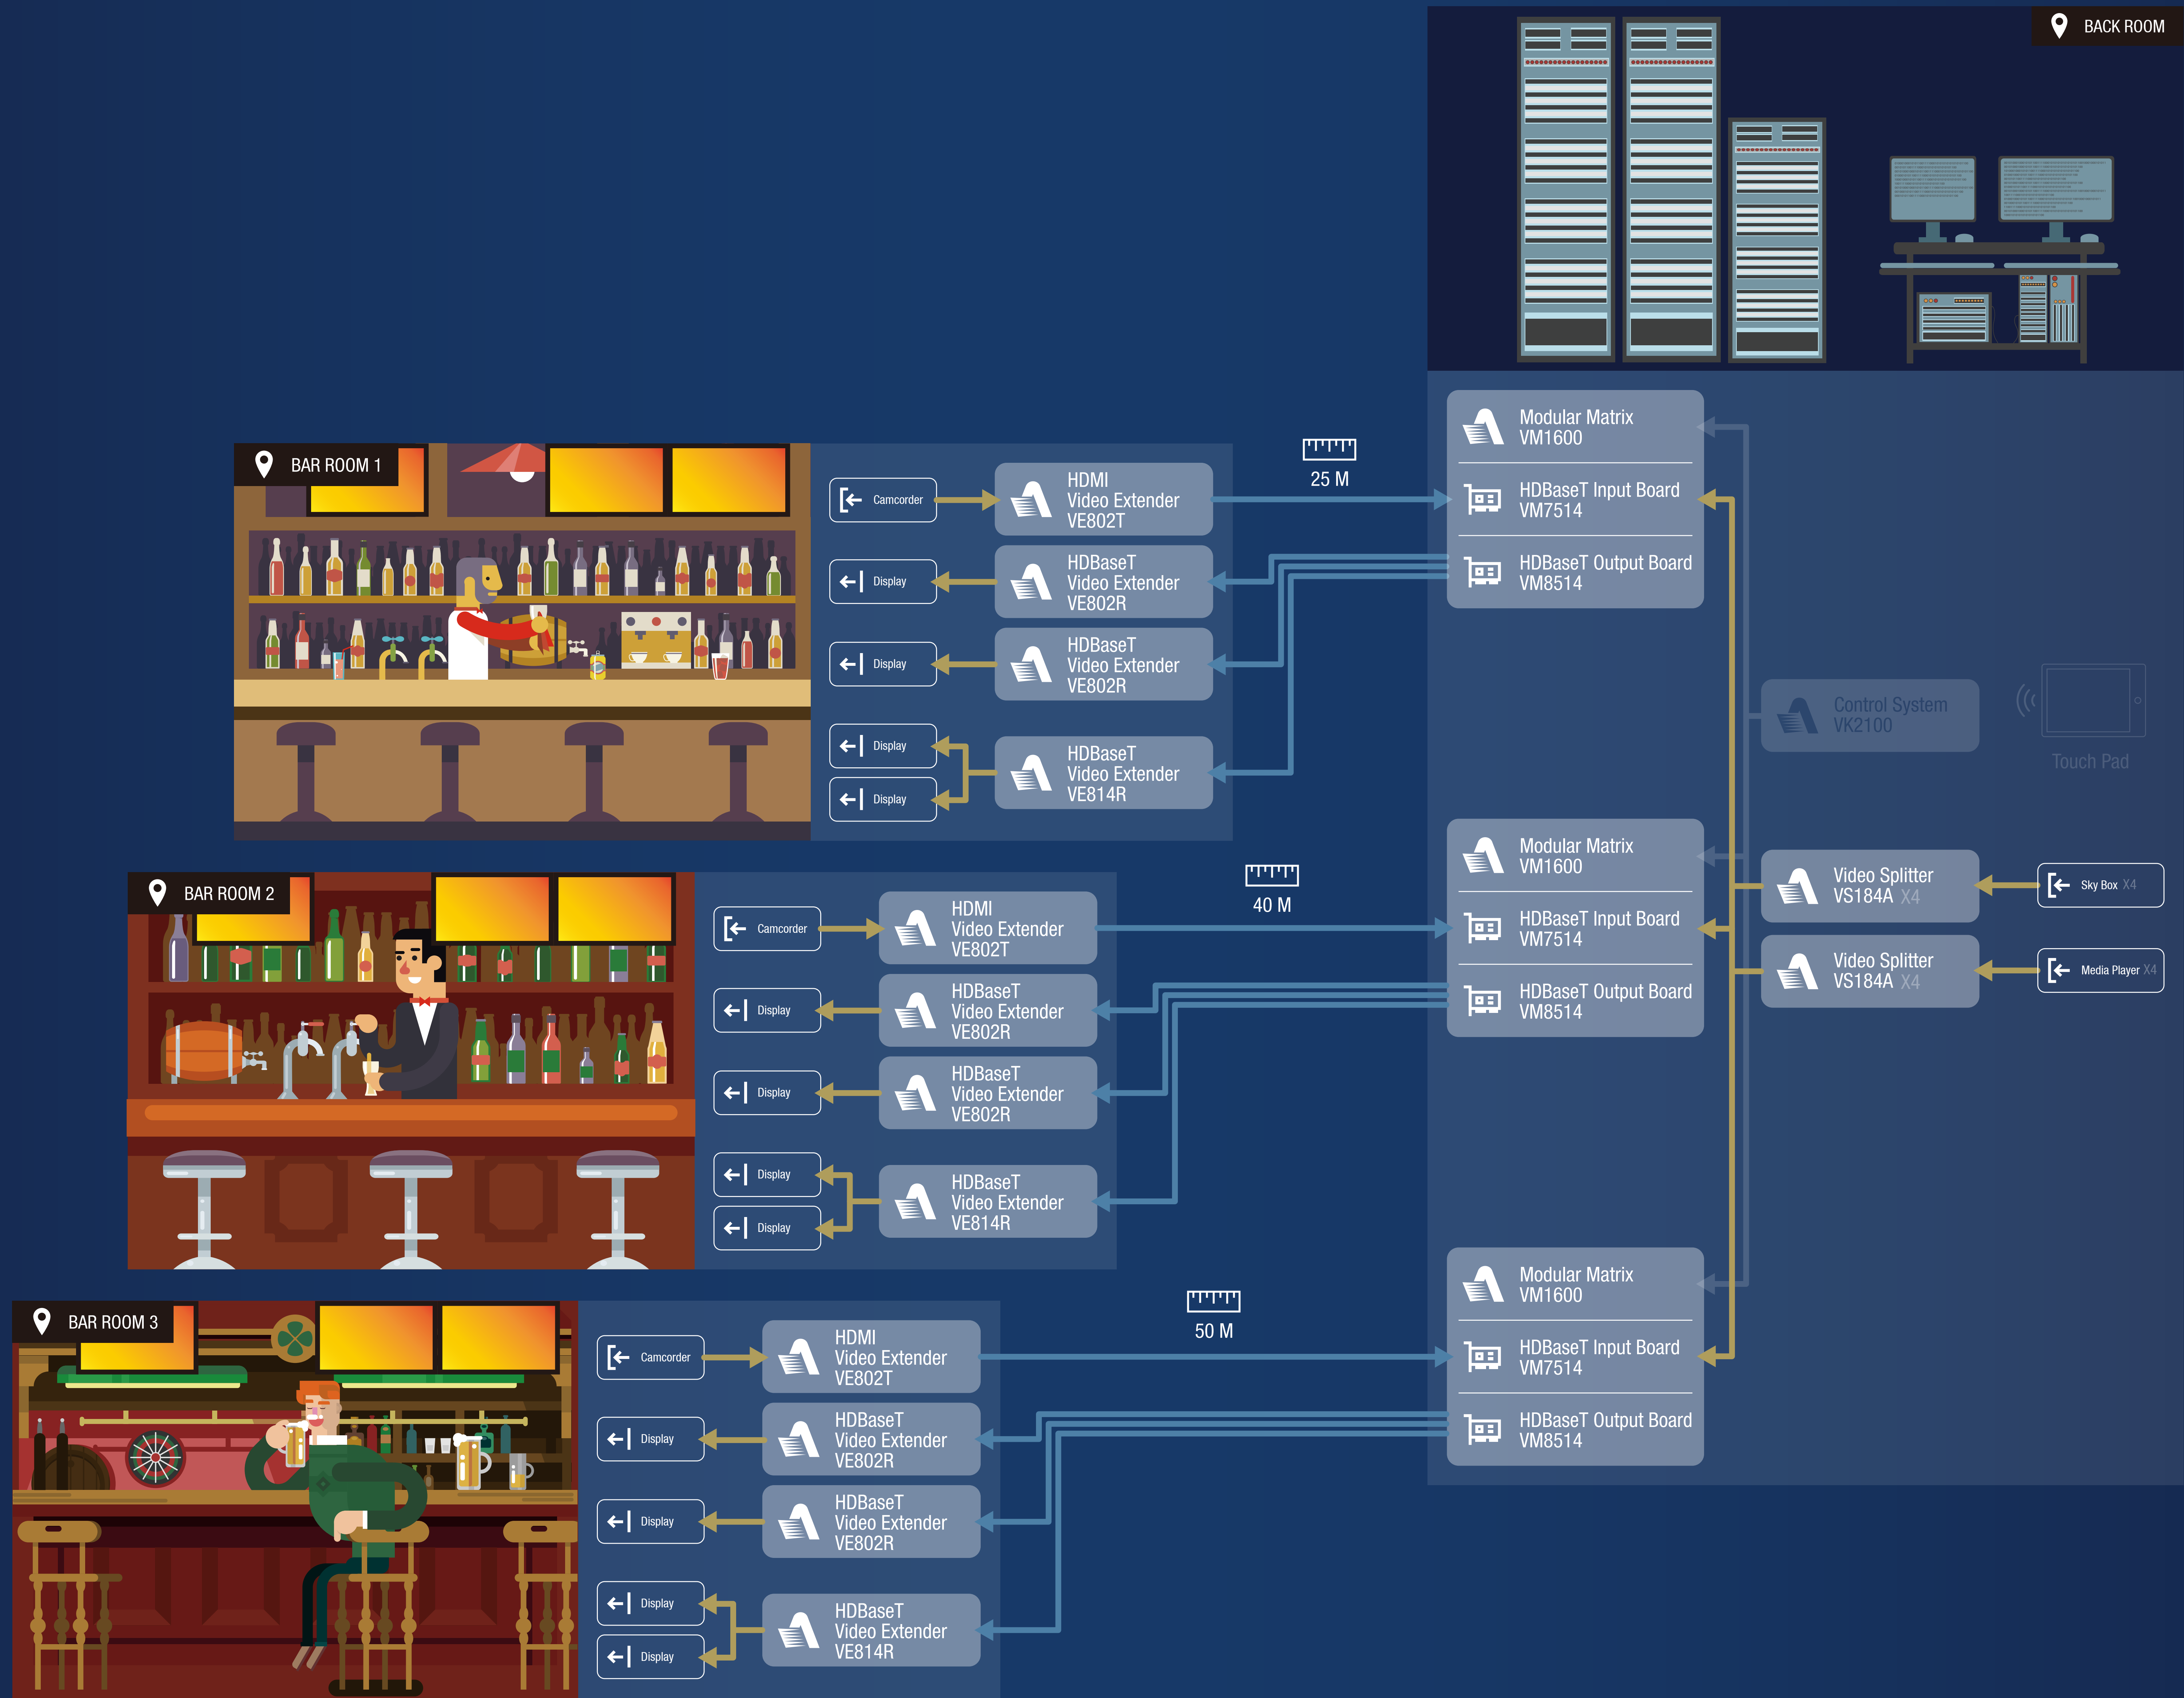 BACK ROOM
Modular Matrix
VM1600
HDBaseT Input Board
VM7514
HDBaseT Output Board
VM8514
25 M
BAR ROOM 1
Camcorder
HDMI
Video Extender
VE802T
Display
HDBaseT
Video Extender
VE802R
Display
HDBaseT
Video Extender
VE802R
Display
Display
HDBaseT
Video Extender
VE814R
Control System
VK2100
Touch Pad
Modular Matrix
VM1600
HDBaseT Input Board
VM7514
HDBaseT Output Board
VM8514
Video Splitter
VS184A X4
Sky Box X4
Video Splitter
VS184A X4
Media Player X4
40 M
BAR ROOM 2
Camcorder
HDMI
Video Extender
VE802T
Display
HDBaseT
Video Extender
VE802R
Display
HDBaseT
Video Extender
VE802R
Display
Display
HDBaseT
Video Extender
VE814R
Modular Matrix
VM1600
HDBaseT Input Board
VM7514
HDBaseT Output Board
VM8514
50 M
BAR ROOM 3
Camcorder
HDMI
Video Extender
VE802T
Display
HDBaseT
Video Extender
VE802R
Display
HDBaseT
Video Extender
VE802R
Display
Display
HDBaseT
Video Extender
VE814R